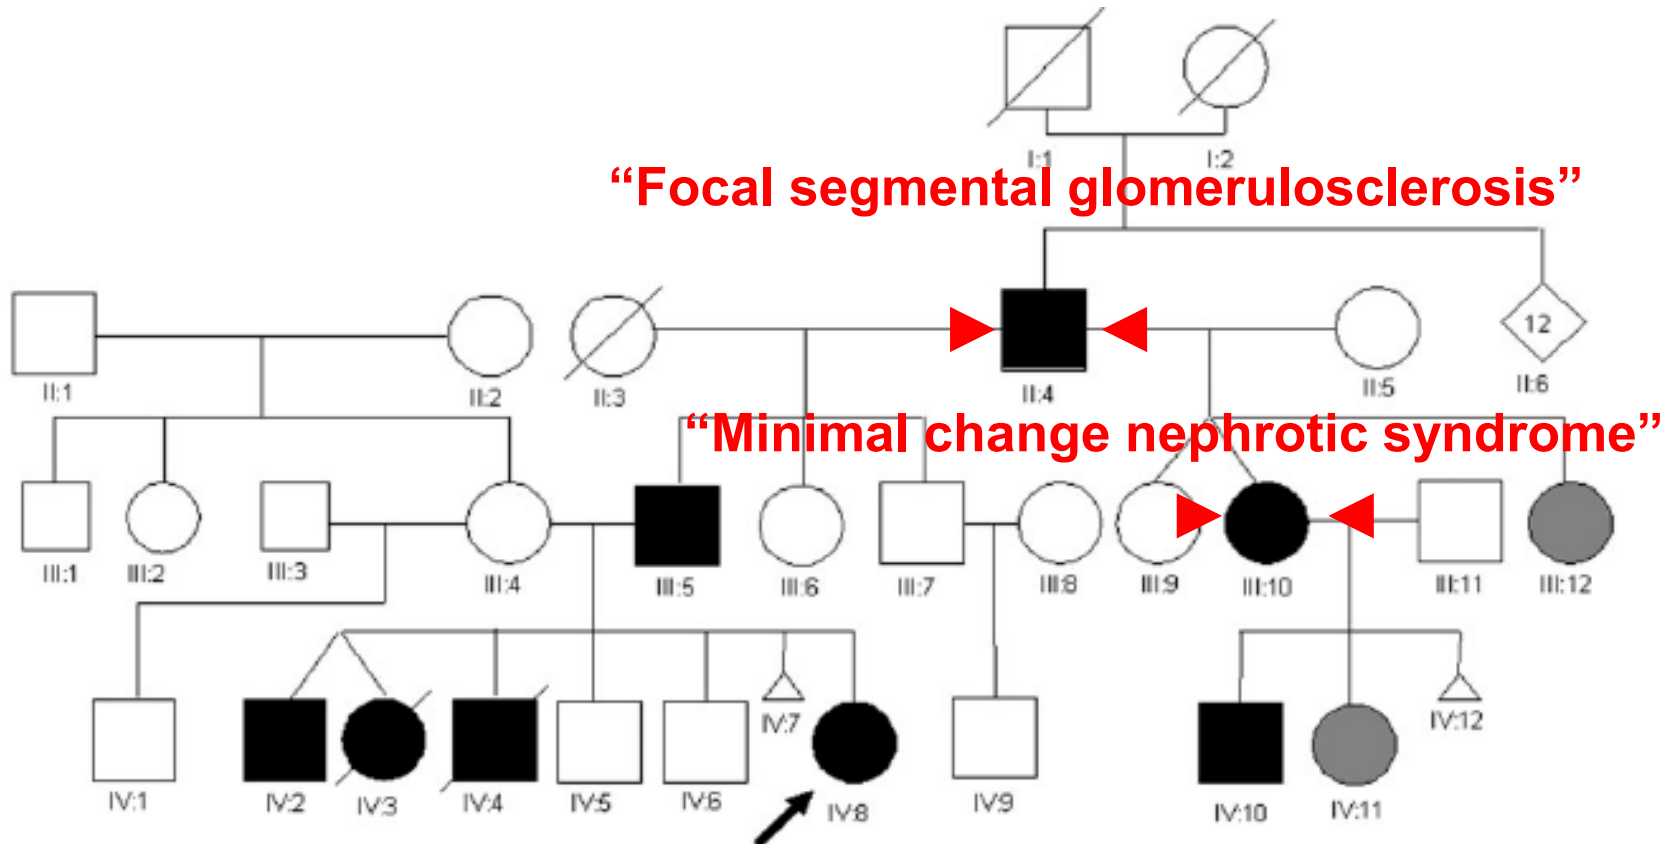 I:1 I:2
“Focal segmental glomerulosclerosis”
12
II:1 II:2 II:3 II:4 II:5 II:6
“Minimal change nephrotic syndrome”
III:1 III:2 III:3 III:4 III:5 III:6 III:7 III:8 III:9 III:10 III:11 III:12
IV:1 IV:2 IV:3 IV:4 IV:5 IV:6 IV:7 IV:8 IV:9 IV:10 IV:11 IV:12